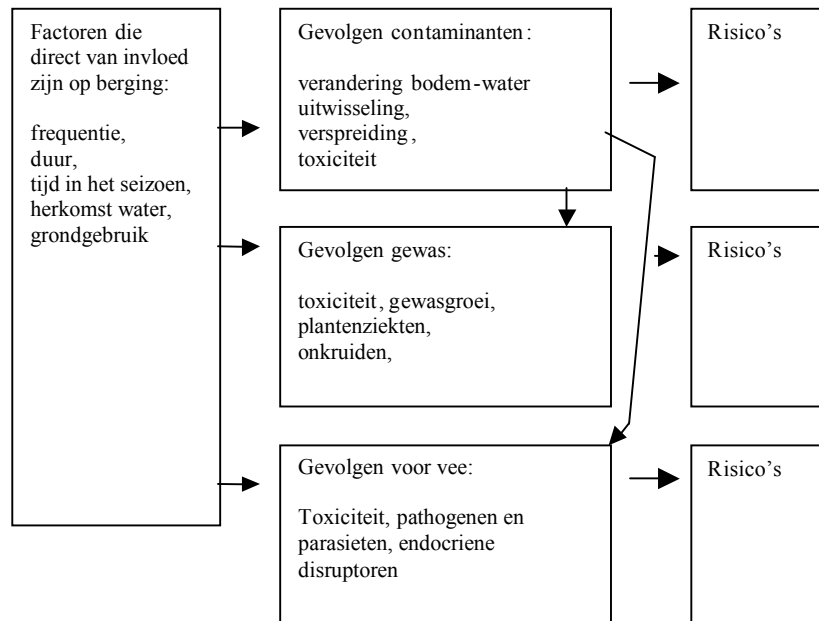 Factoren die
direct van invloed
zijn op berging:
frequentie,
duur,
tijd in het seizoen,
herkomst water,
grondgebruik
Gevolgen contaminanten:
verandering bodem-water
uitwisseling,
verspreiding,
toxiciteit
Risico's
Gevolgen gewas:
toxiciteit, gewasgroei,
plantenziekten,
onkruiden,
Risico's
Gevolgen voor vee:
Toxiciteit, pathogenen en
parasieten, endocriene
disruptoren
Risico's